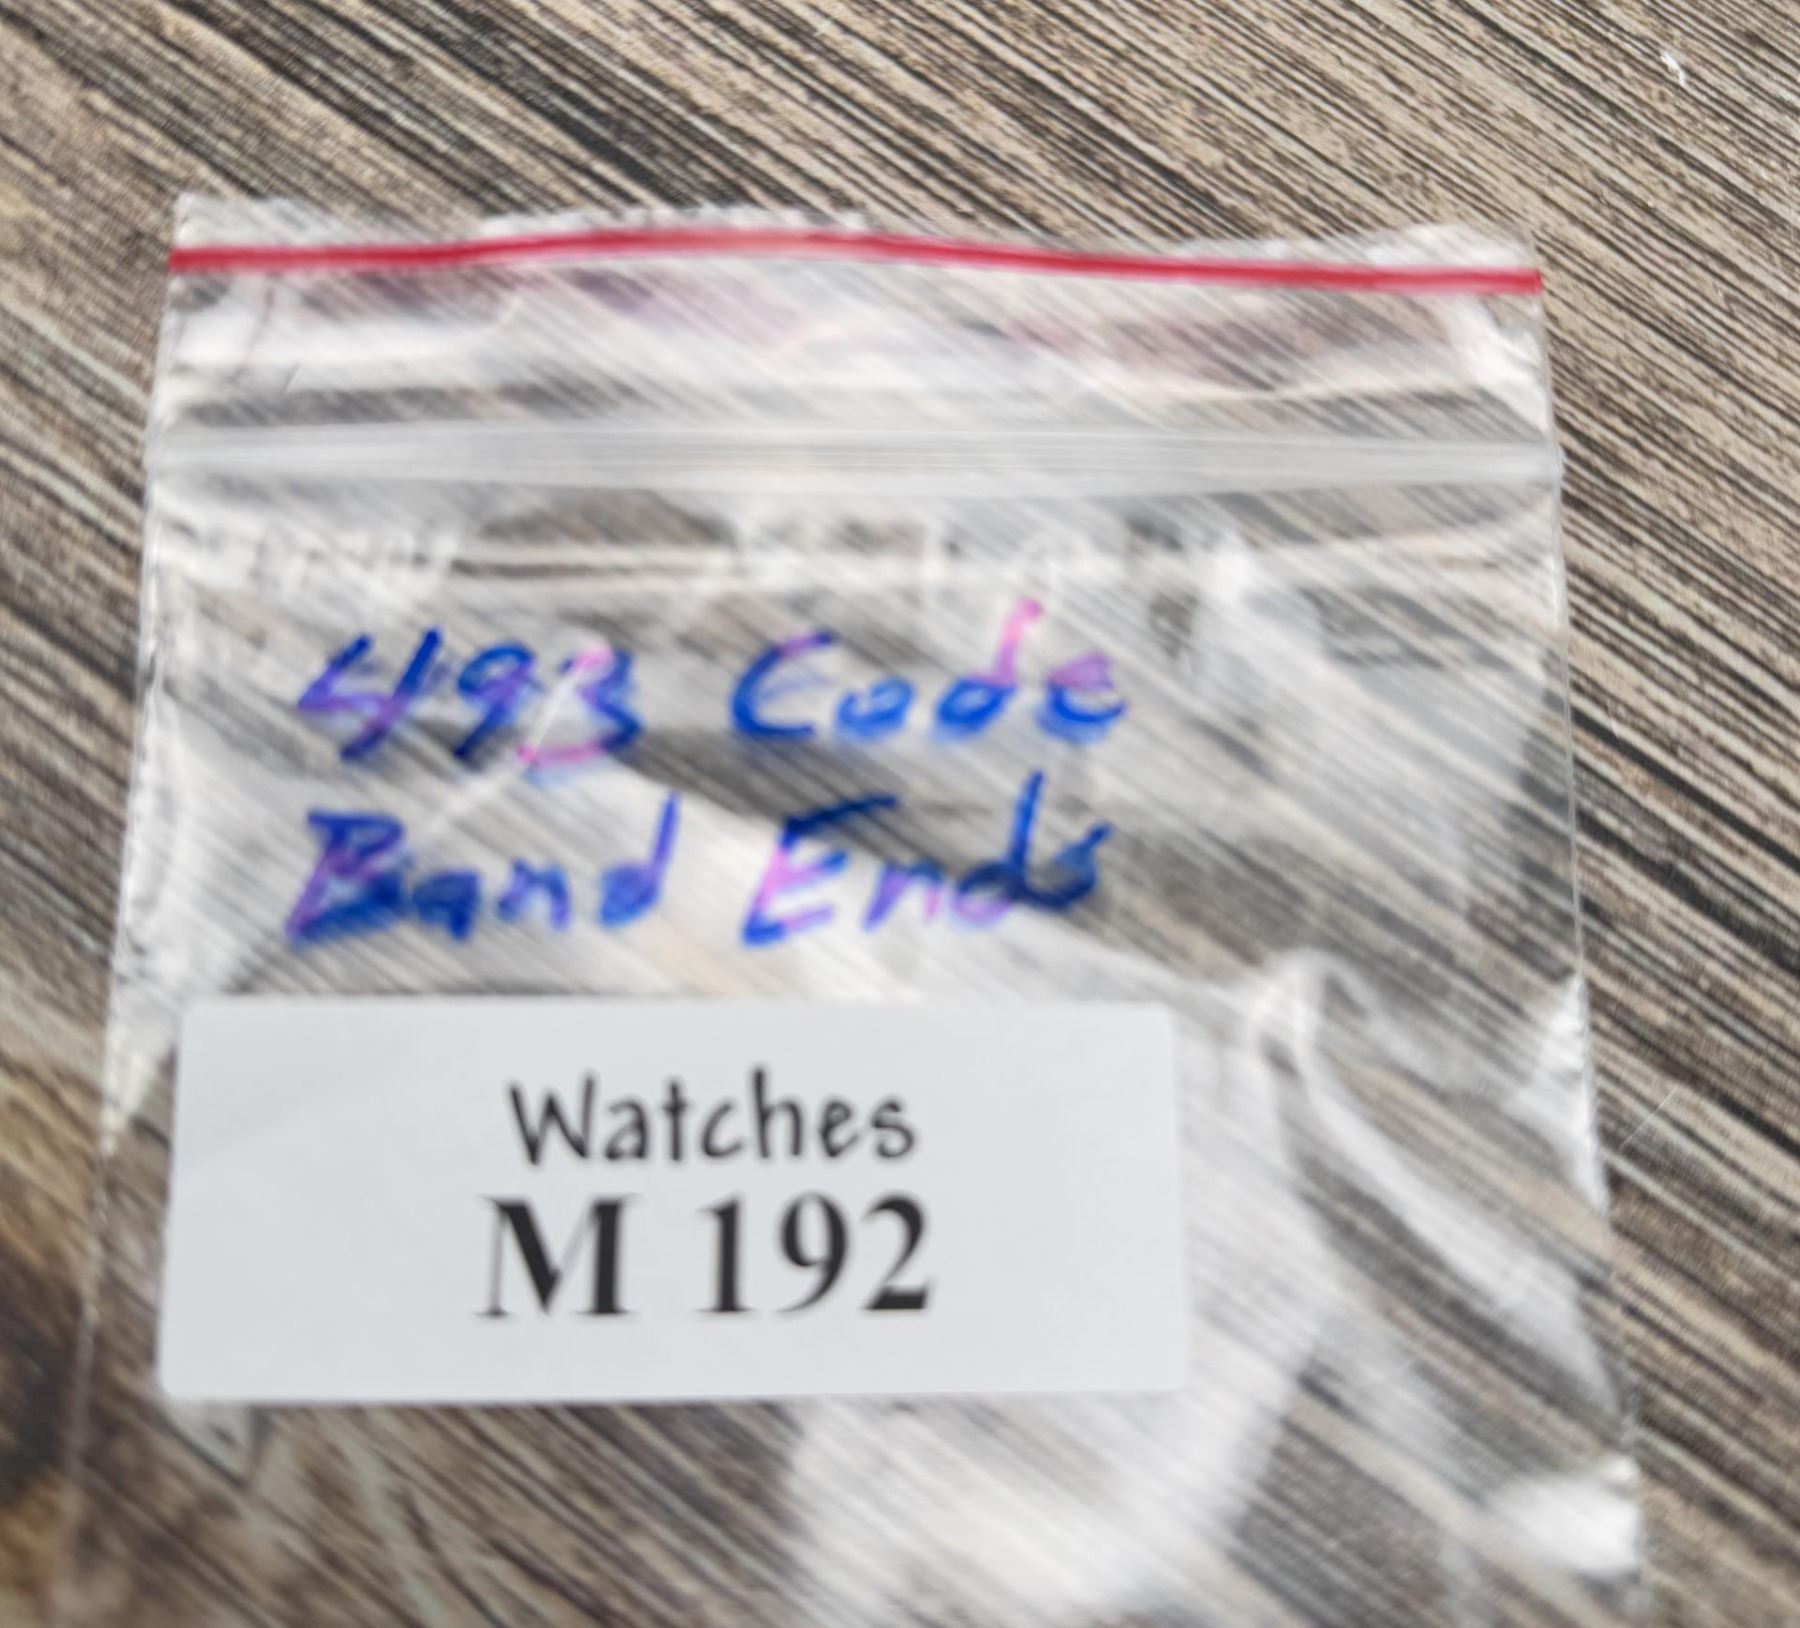 493 Code
Band Ends
Watches
M 192